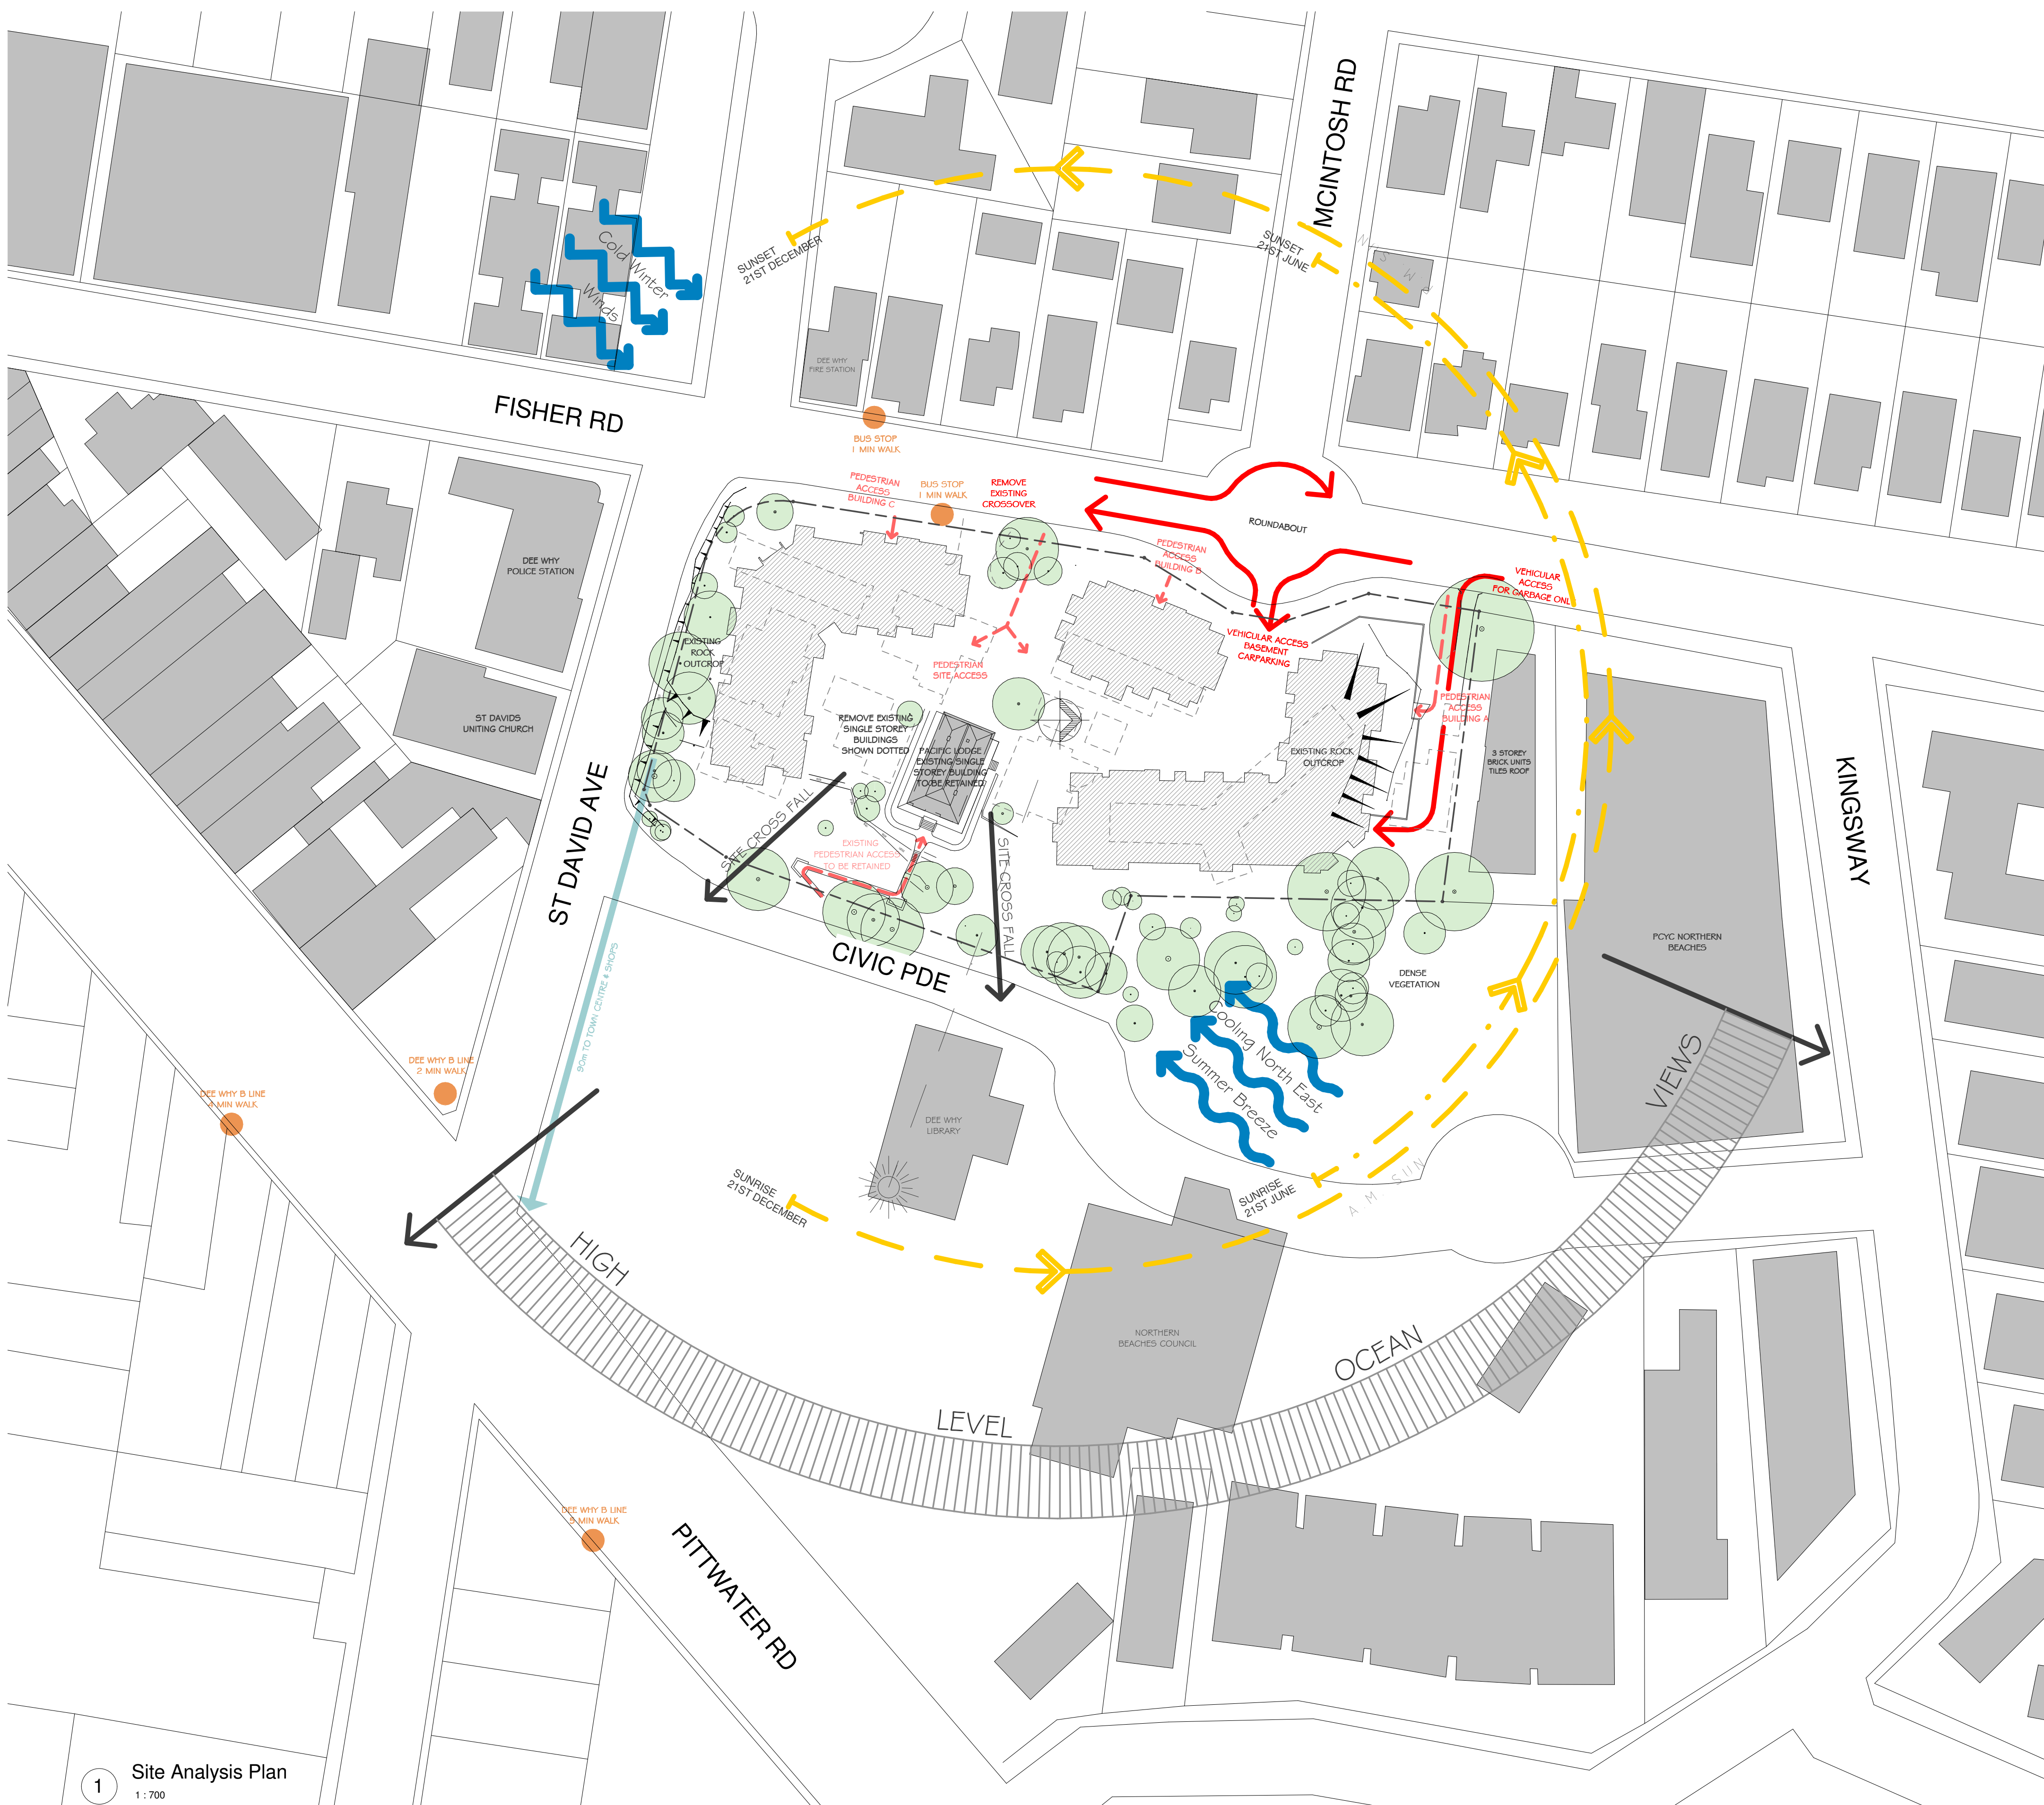 MCINTOSH RD
Cold Winter
Winds
SUNSET
21ST DECEMBER
SUNSET
21ST JUNE
DEE WHY
FIRE STATION
FISHER RD
BUS STOP
1 MIN WALK
PEDESTRIAN
ACCESS
BUILDING C
BUS STOP
1 MIN WALK
REMOVE
EXISTING
CROSSOVER
ROUNDABOUT
PEDESTRIAN
ACCESS
BUILDING B
VEHICULAR
ACCESS
FOR GARBAGE ONL
DEE WHY
POLICE STATION
EXISTING
ROCK
OUTCROP
PEDESTRIAN
SITE ACCESS
VEHICULAR ACCESS
BASEMENT
CARPARKING
PEDESTRIAN
ACCESS
BUILDING A
ST DAVIDS
UNITING CHURCH
REMOVE EXISTING
SINGLE STOREY
BUILDINGS
SHOWN DOTTED
PACIFIC LODGE
EXISTING SINGLE
STOREY BUILDING
TO BE RETAINED
EXISTING ROCK
OUTCROP
3 STOREY
BRICK UNITS
TILES ROOF
KINGSWAY
ST DAVID AVE
SITE CROSS FALL
EXISTING
PEDESTRIAN ACCESS
TO BE RETAINED
SITE CROSS FALL
CIVIC PDE
PCYC NORTHERN
BEACHES
DENSE
VEGETATION
90m TO TOWN CENTRE & SHOPS
Cooling North East
Summer Breeze
DEE WHY B LINE
2 MIN WALK
DEE WHY B LINE
4 MIN WALK
DEE WHY
LIBRARY
VIEWS
SUNRISE
21ST DECEMBER
SUNRISE
21ST JUNE
A M SUN
HIGH
LEVEL
OCEAN
NORTHERN
BEACHES COUNCIL
DEE WHY B LINE
5 MIN WALK
PITTWATER RD
1
Site Analysis Plan
1 : 700